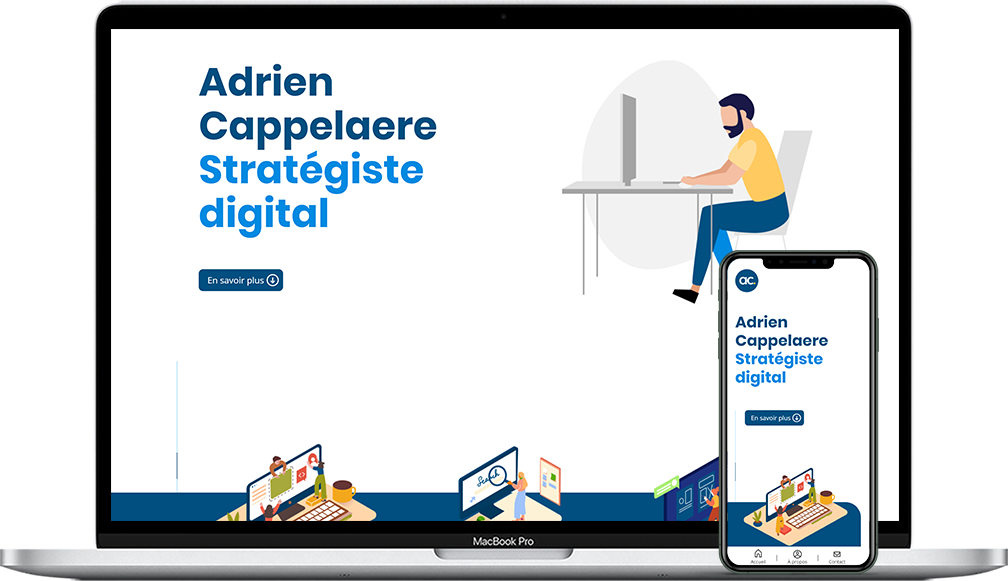 Adrien
Cappelaere
Stratégiste
digital
En savoir plus
Search
MacBook Pro
ac.
Adrien
Cappelaere
Stratégiste
digital
En savoir plus
Accueil
A propos
Contact